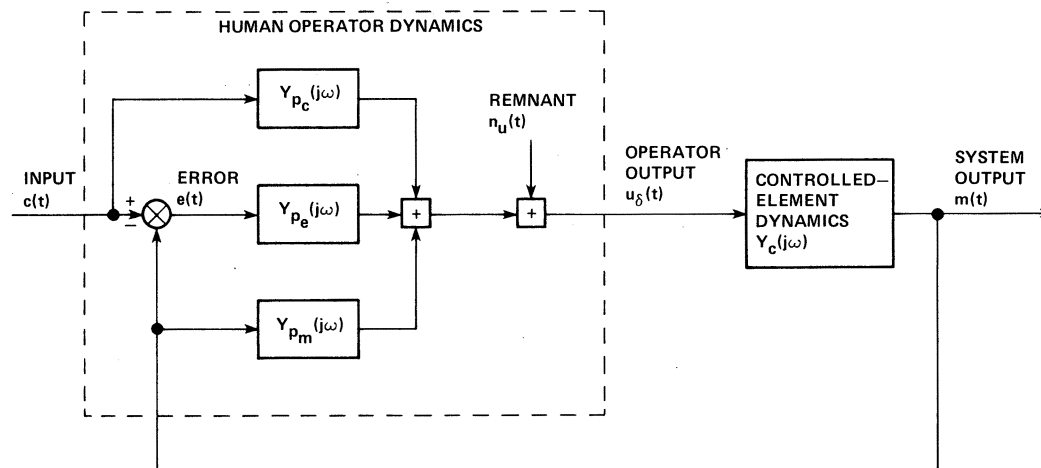 HUMAN OPERATOR DYNAMICS
Y_{p_c}(jω)
REMNANT
n_u(t)
INPUT
c(t)
+
−
ERROR
e(t)
Y_{p_e}(jω)
+
+
OPERATOR
OUTPUT
u_δ(t)
CONTROLLED—
ELEMENT
DYNAMICS
Y_c(jω)
SYSTEM
OUTPUT
m(t)
Y_{p_m}(jω)